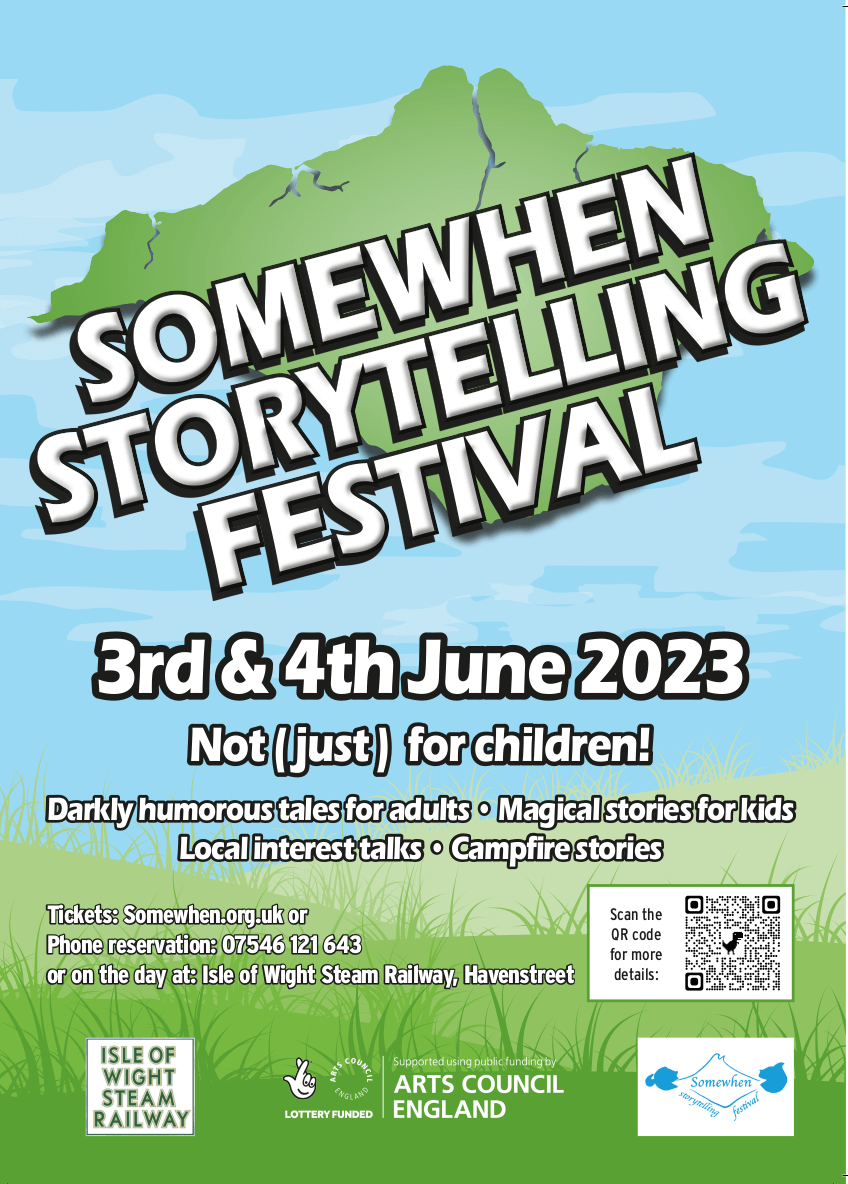 SOMEWHEN
STORYTELLING
FESTIVAL
3rd & 4th June 2023
Not ( just ) for children!
Darkly humorous tales for adults • Magical stories for kids
Local interest talks • Campfire stories
Tickets: Somewhen.org.uk or
Phone reservation: 07546 121 643
or on the day at: Isle of Wight Steam Railway, Havenstreet
Scan the
QR code
for more
details:
ISLE OF
WIGHT
STEAM
RAILWAY
ARTS COUNCIL
ENGLAND
LOTTERY FUNDED
Supported using public funding by
ARTS COUNCIL
ENGLAND
Somewhen
storytelling
festival